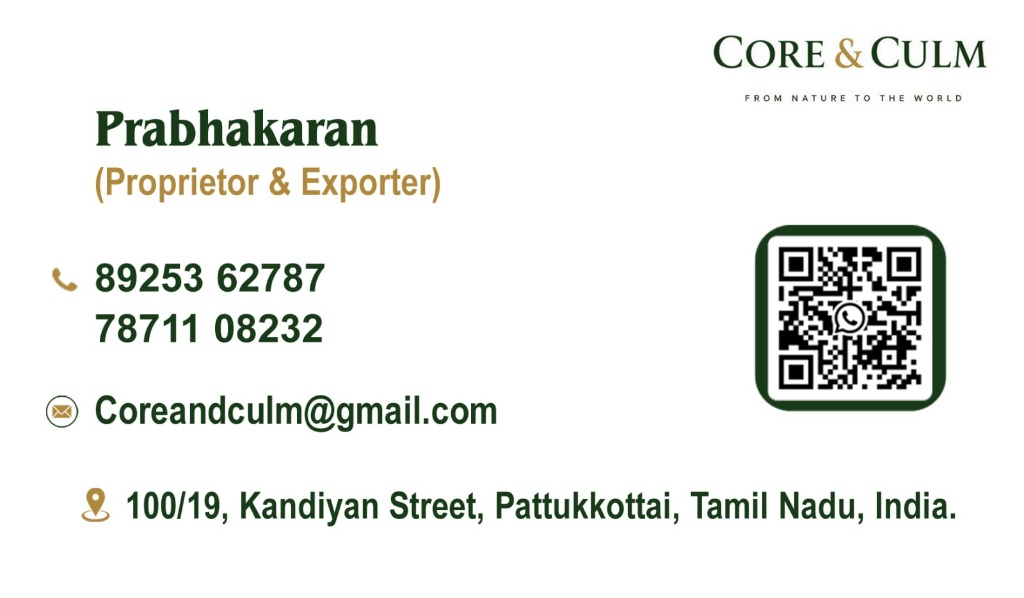 CORE & CULM
FROM NATURE TO THE WORLD
Prabhakaran
(Proprietor & Exporter)
89253 62787
78711 08232
Coreandculm@gmail.com
100/19, Kandiyan Street, Pattukkottai, Tamil Nadu, India.